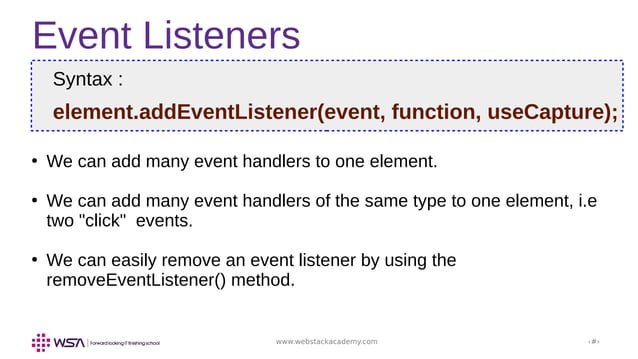 Event Listeners
Syntax :
element.addEventListener(event, function, useCapture);
• We can add many event handlers to one element.
• We can add many event handlers of the same type to one element, i.e
two "click"  events.
• We can easily remove an event listener by using the
removeEventListener() method.
WSA Forward looking IT finishing school
www.webstackacademy.com
‹#›